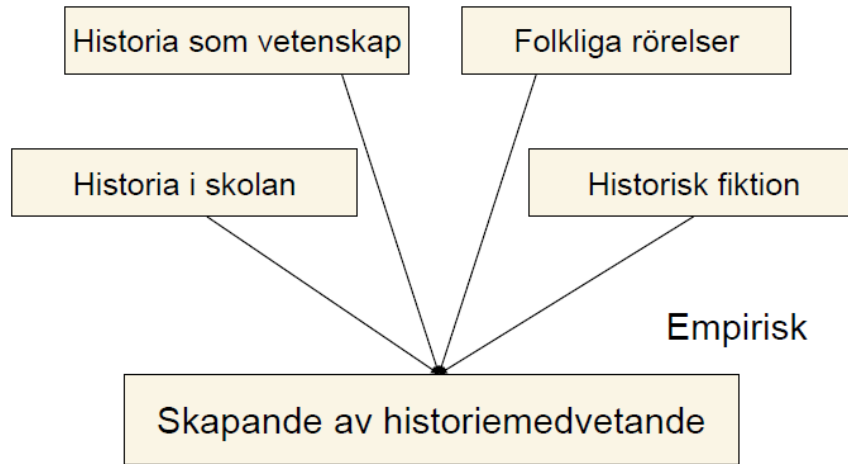 Historia som vetenskap
Folkliga rörelser
Historia i skolan
Historisk fiktion
Empirisk
Skapande av historiemedvetande